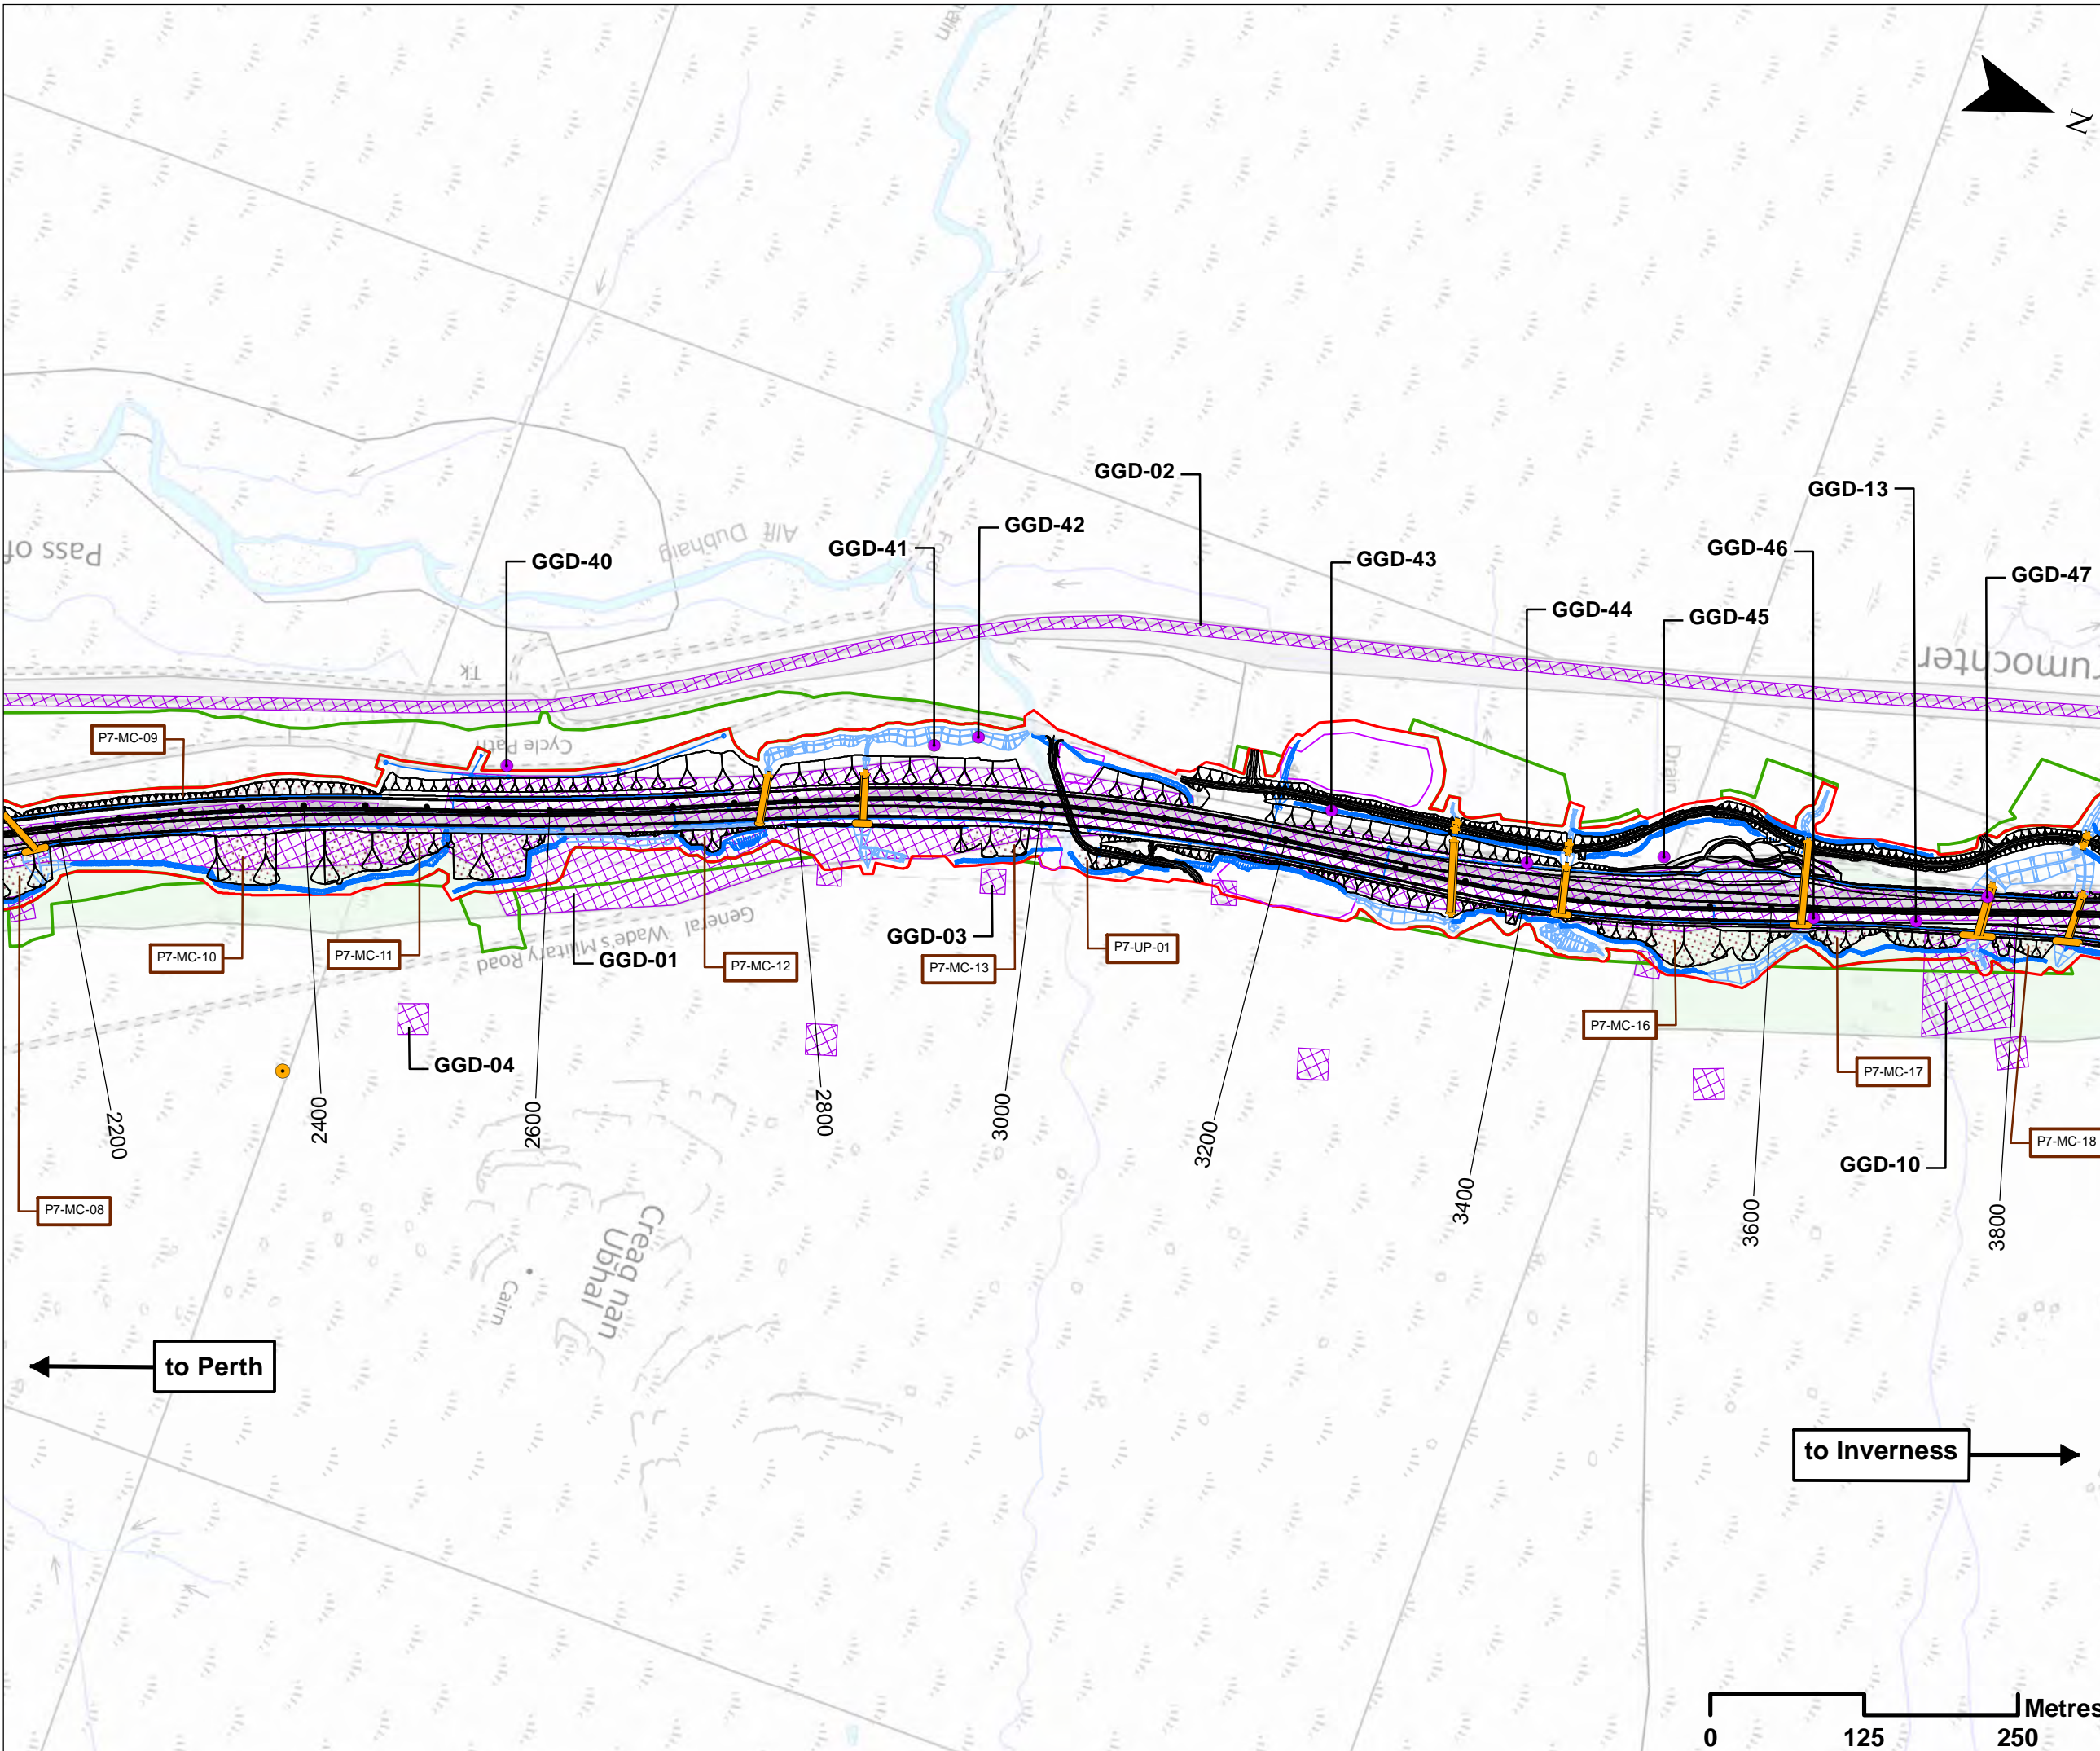 N
ain
GGD-02
GGD-13
GGD-42
GGD-41
GGD-46
GGD-40
GGD-43
GGD-47
GGD-44
GGD-45
Pass of
Allt Dubhaig
Ford
Tk
Cycle Path
Drain
rumochter
P7-MC-09
P7-MC-10
P7-MC-11
P7-MC-12
P7-MC-13
P7-UP-01
GGD-03
GGD-01
General Wade's Military Road
GGD-04
P7-MC-16
P7-MC-17
P7-MC-18
GGD-10
P7-MC-08
2200
2400
2600
2800
3000
3200
3400
3600
3800
Creag nan
Ubhal
Cairn
to Perth
to Inverness
Metres
0 125 250